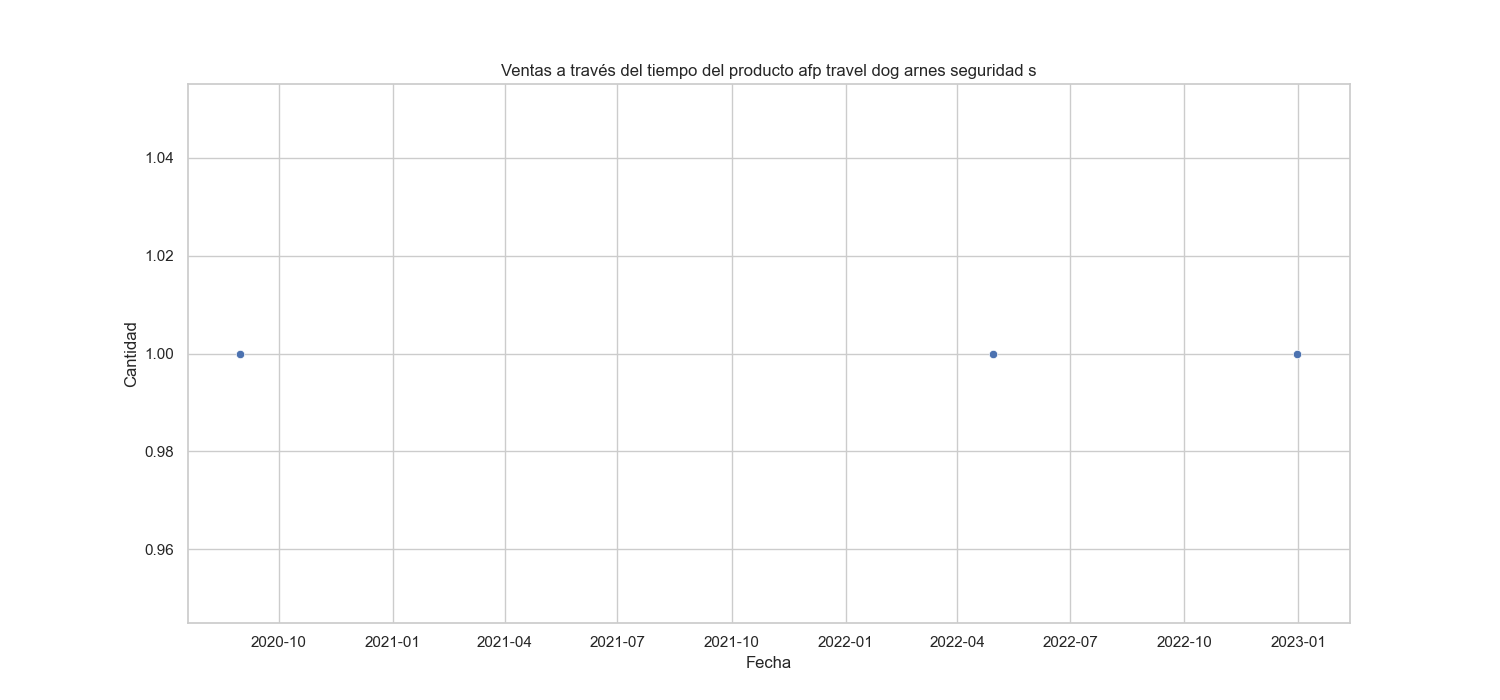 Ventas a través del tiempo del producto afp travel dog arnes seguridad s
1.04
1.02
1.00
0.98
0.96
Cantidad
2020-10 2021-01 2021-04 2021-07 2021-10 2022-01 2022-04 2022-07 2022-10 2023-01
Fecha